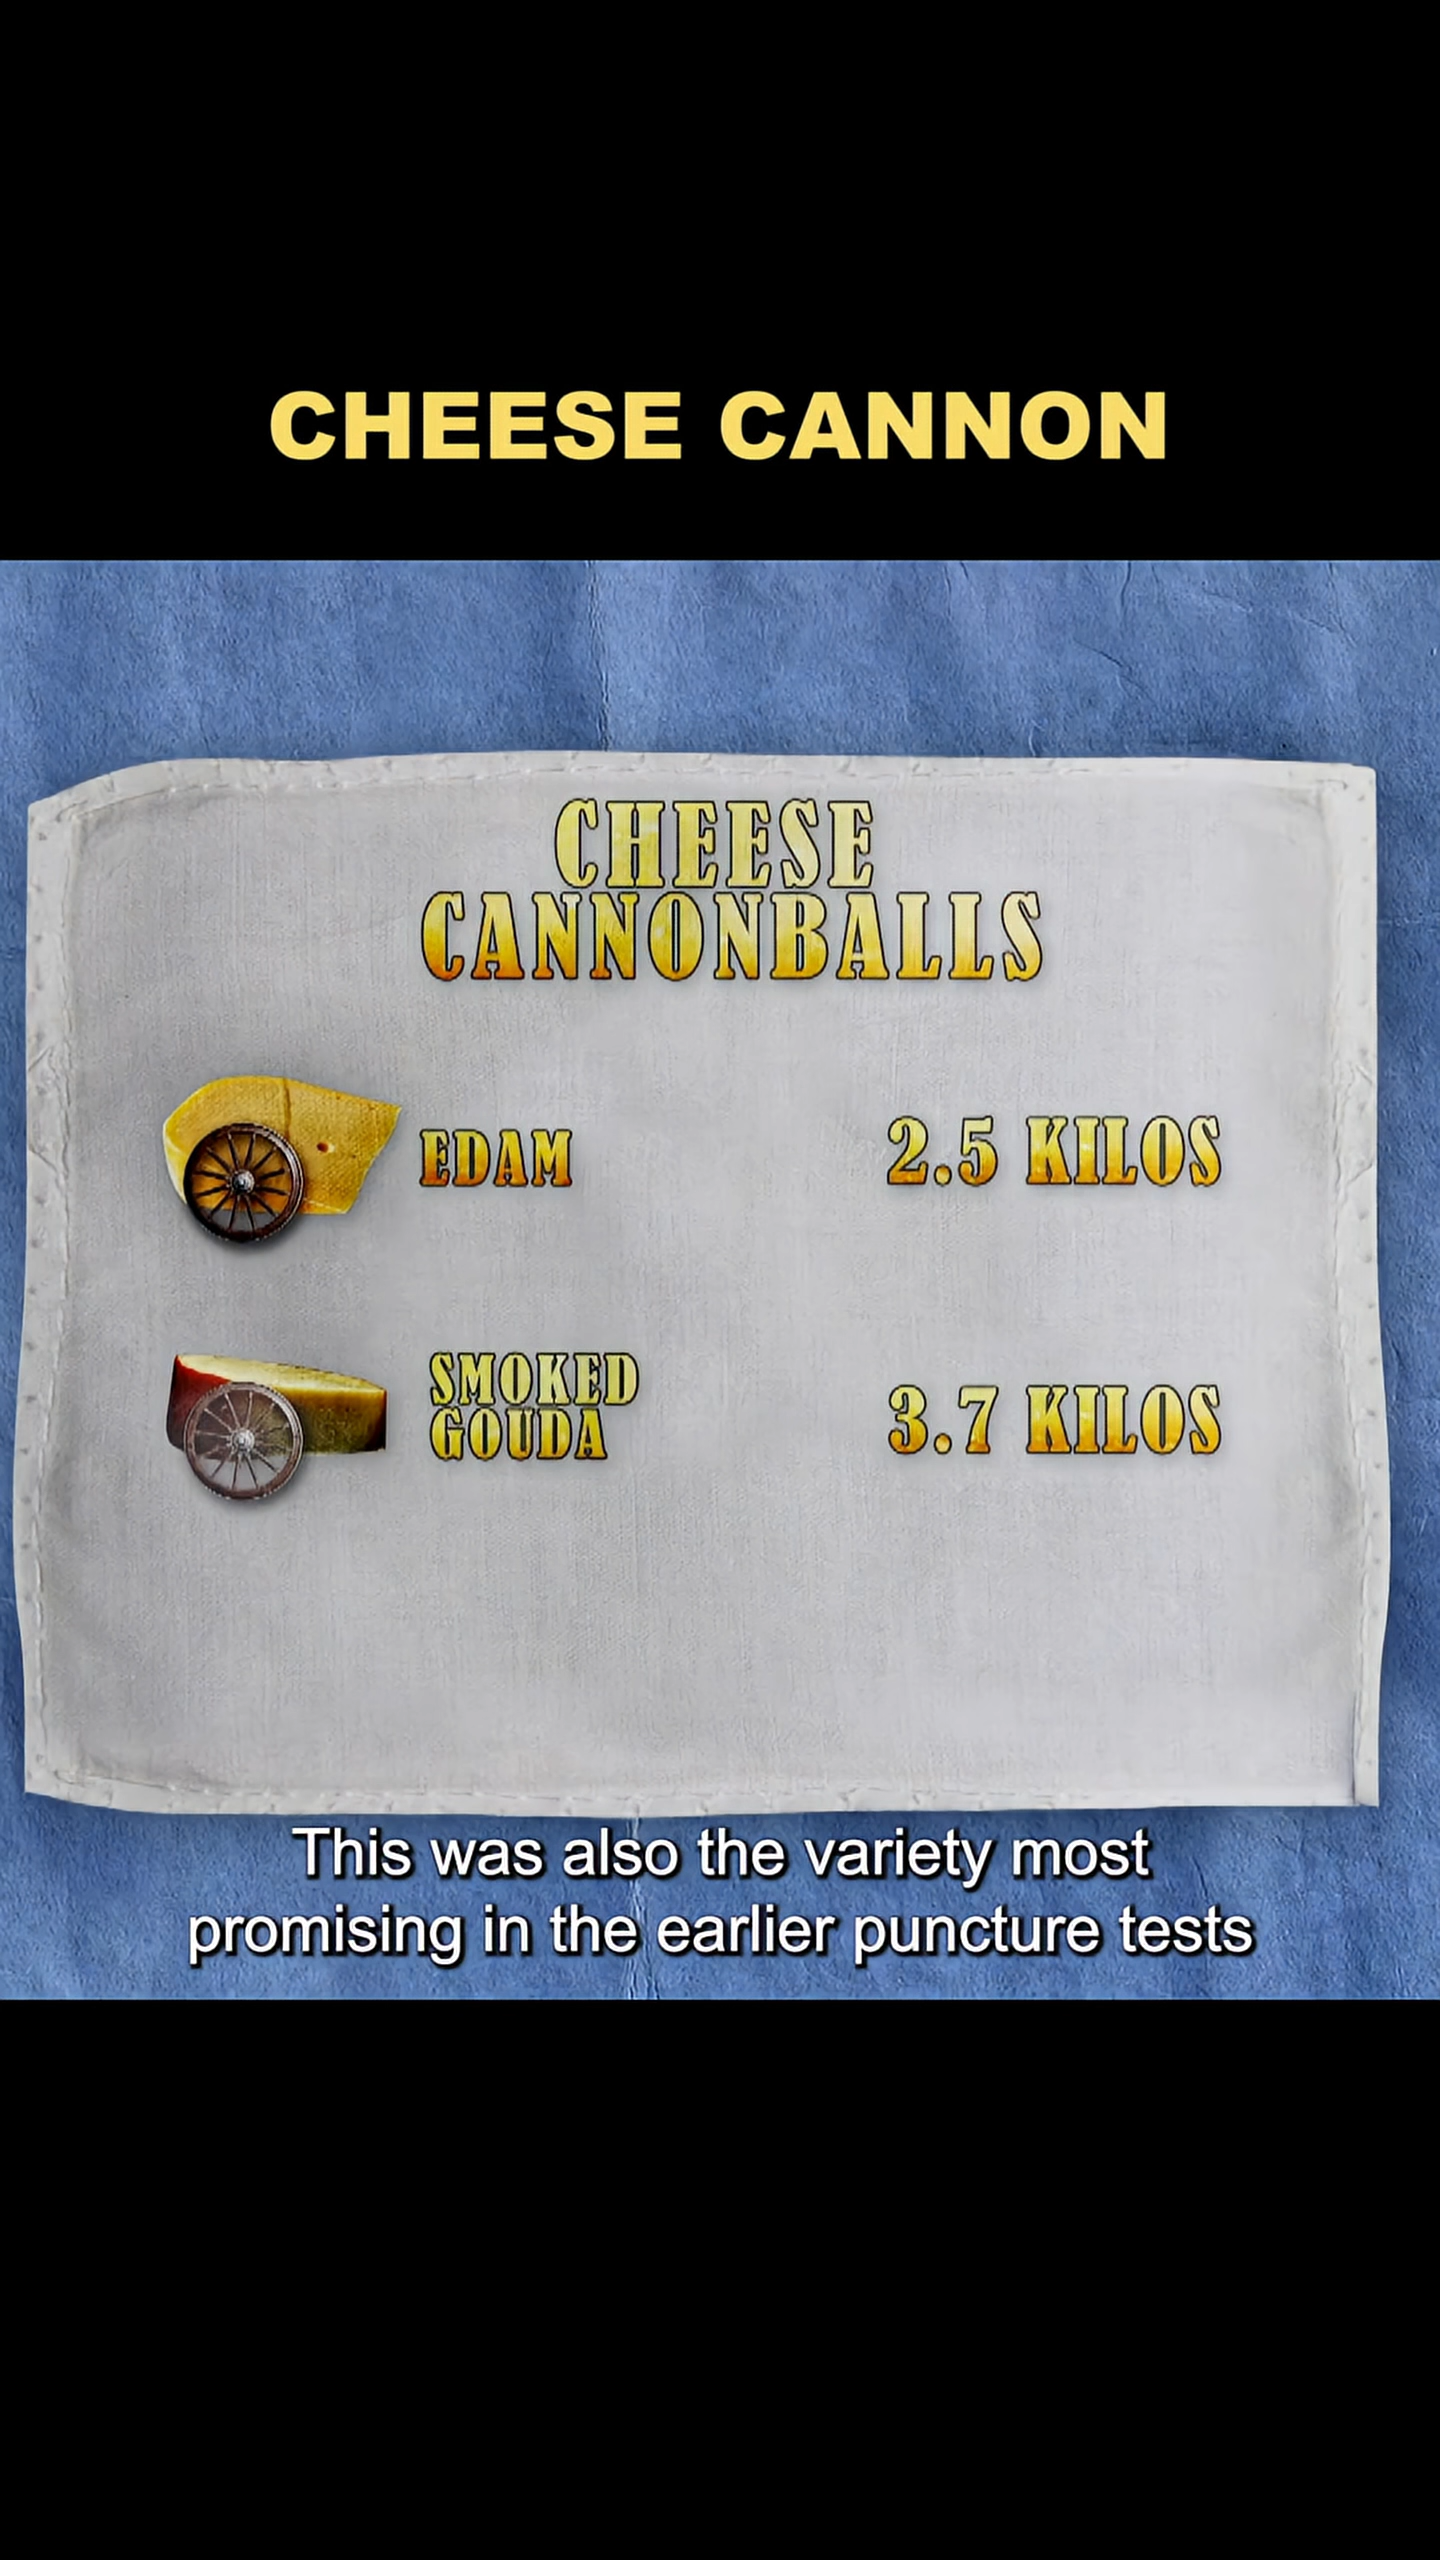 CHEESE CANNON
CHEESE
CANNONBALLS
EDAM
2.5 KILOS
SMOKED
GOUDA
3.7 KILOS
This was also the variety most
promising in the earlier puncture tests